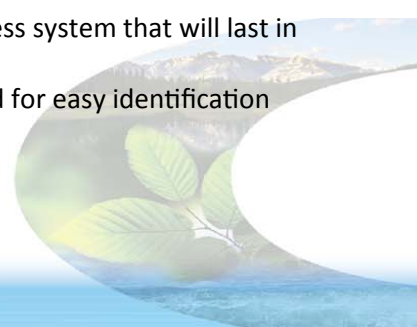 ess system that will last in
d for easy identification